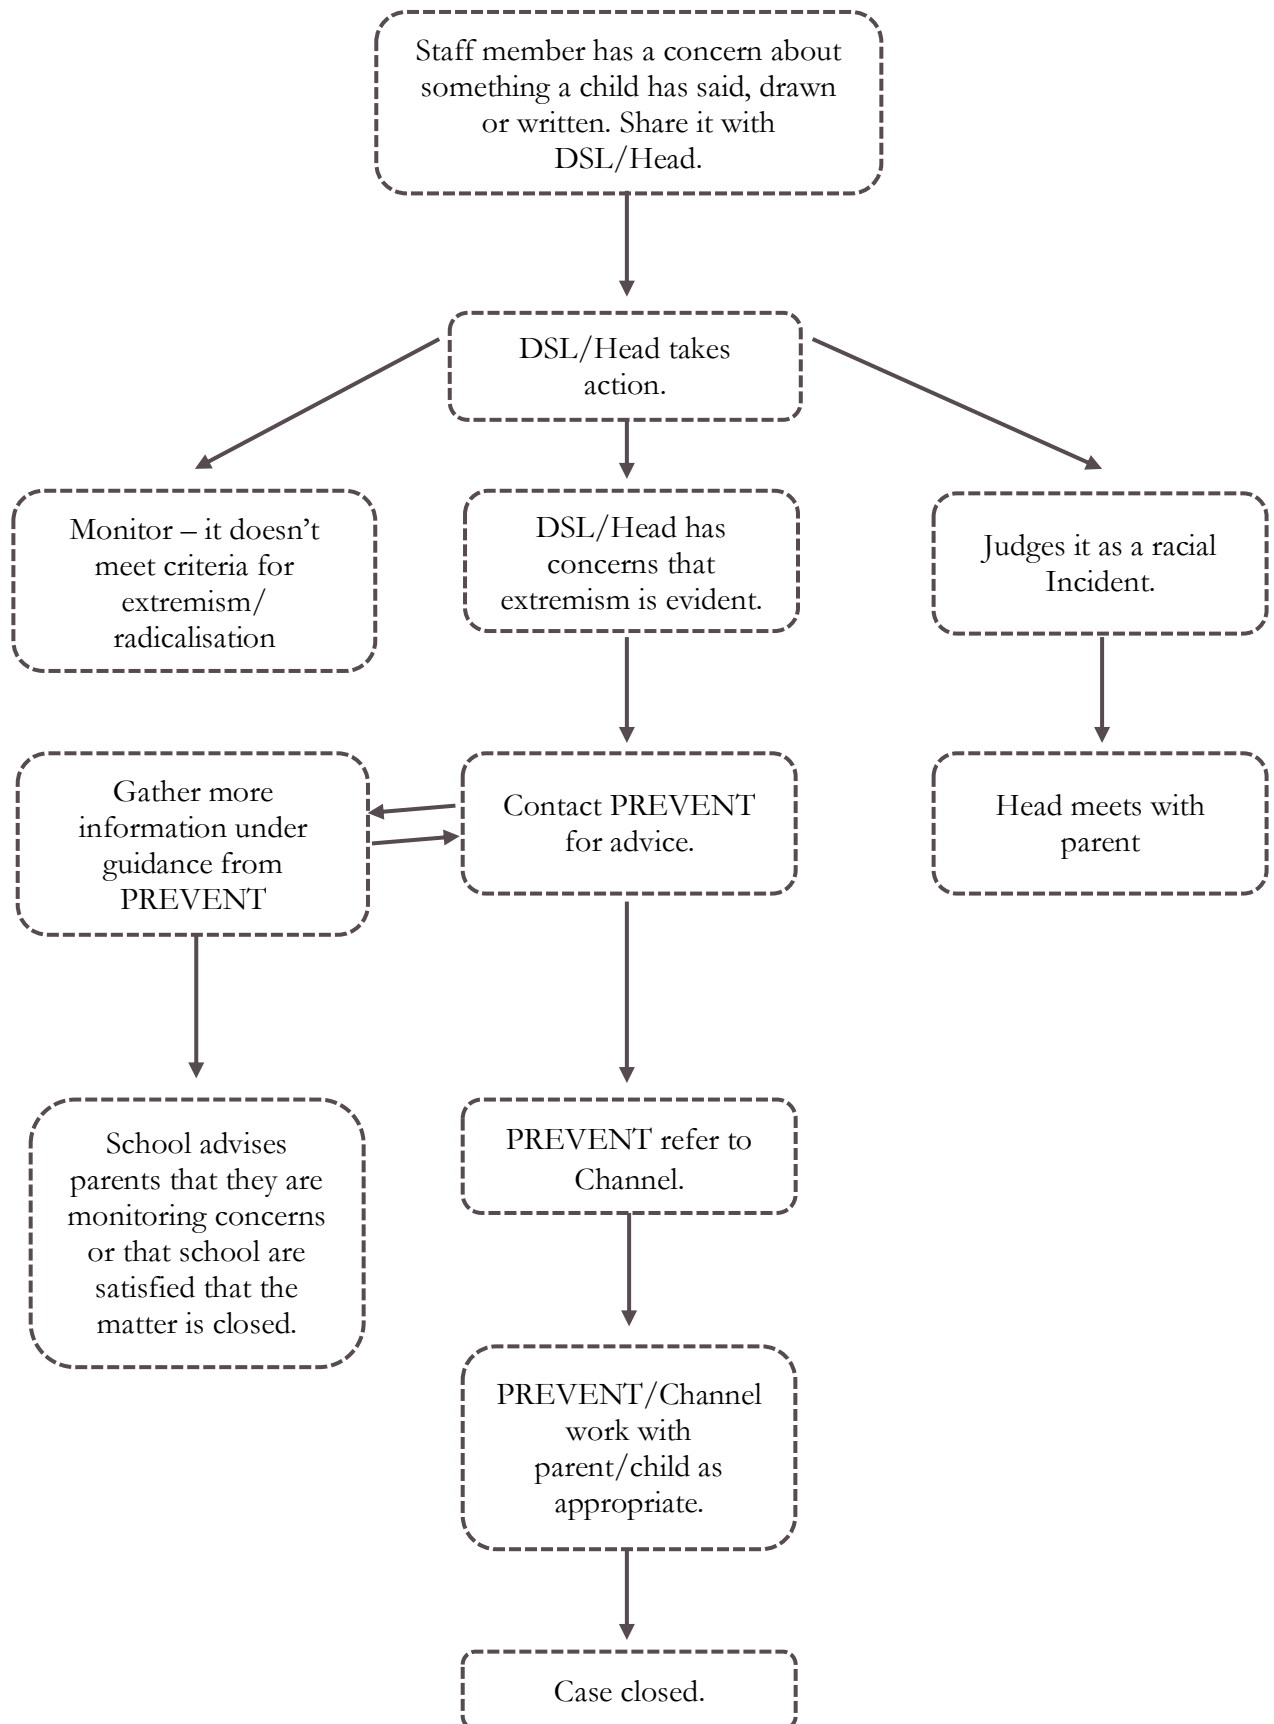 Staff member has a concern about
something a child has said, drawn
or written. Share it with
DSL/Head.
DSL/Head takes
action.
Monitor – it doesn’t
meet criteria for
extremism/
radicalisation
DSL/Head has
concerns that
extremism is evident.
Judges it as a racial
Incident.
Gather more
information under
guidance from
PREVENT
Contact PREVENT
for advice.
Head meets with
parent
School advises
parents that they are
monitoring concerns
or that school are
satisfied that the
matter is closed.
PREVENT refer to
Channel.
PREVENT/Channel
work with
parent/child as
appropriate.
Case closed.